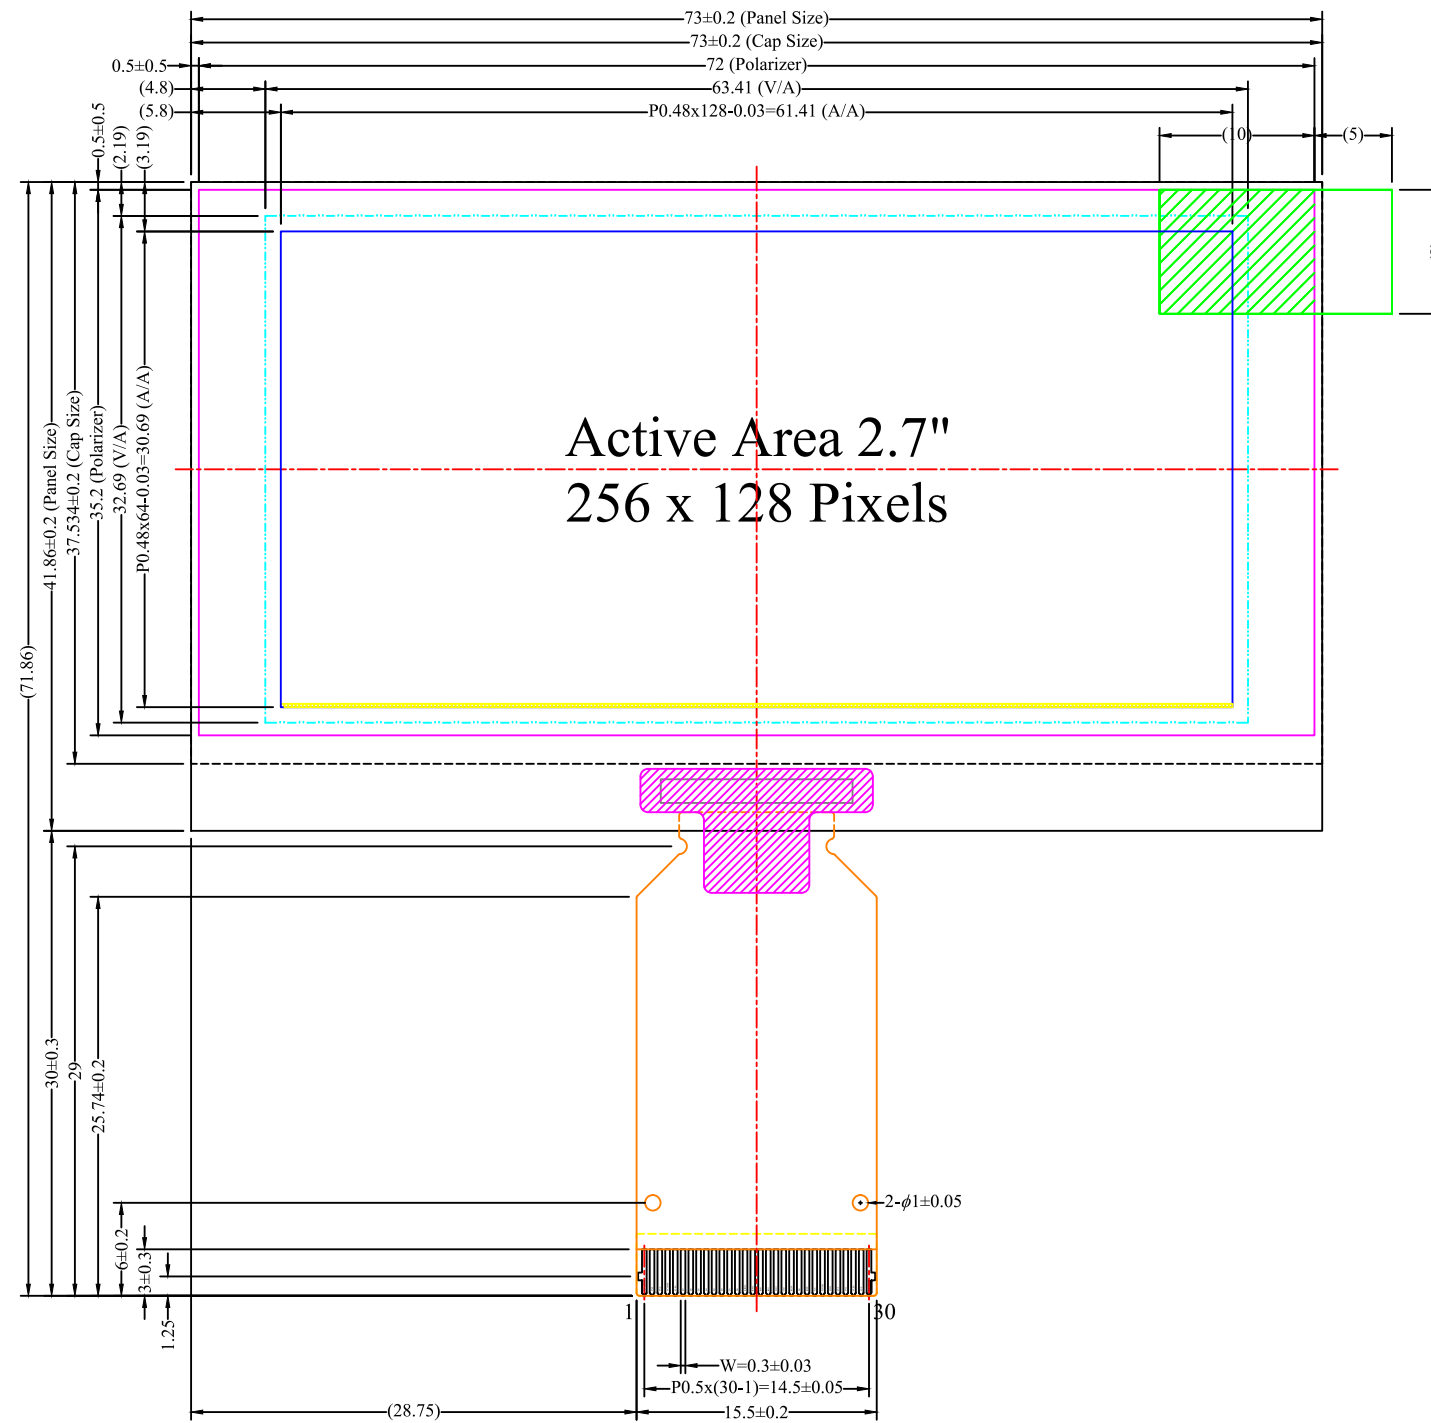 73±0.2 (Panel Size)
73±0.2 (Cap Size)
0.5±0.5
72 (Polarizer)
(4.8)
63.41 (V/A)
(5.8)
P0.48x128-0.03=61.41 (A/A)
(10)
(5)
0.5±0.5
(2.19)
(3.19)
Active Area 2.7"
256 x 128 Pixels
(71.86)
41.86±0.2 (Panel Size)
37.534±0.2 (Cap Size)
35.2 (Polarizer)
32.69 (V/A)
P0.48x64-0.03=30.69 (A/A)
30±0.3
29
25.74±0.2
6±0.2
3±0.3
1.25
2-ϕ1±0.05
1
30
W=0.3±0.03
P0.5x(30-1)=14.5±0.05
(28.75)
15.5±0.2